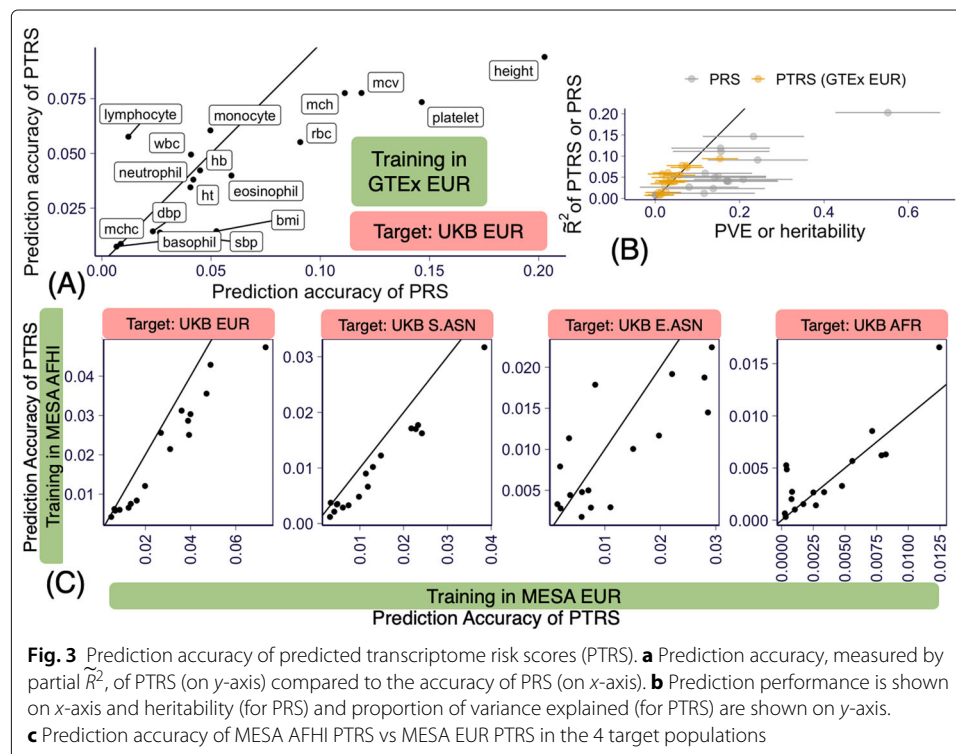 Prediction accuracy of PTRS
0.075
0.050
0.025
0.00
0.05
0.10
0.15
0.20
Prediction accuracy of PRS
(A)
height
mcv
mch
platelet
lymphocyte
monocyte
rbc
wbc
hb
neutrophil
eosinophil
ht
dbp
bmi
mchc
basophil
sbp
Training in
GTEx EUR
Target: UKB EUR
PRS
PTRS (GTEx EUR)
R̃² of PTRS or PRS
0.20
0.15
0.10
0.05
0.00
0.0
0.2
0.4
0.6
PVE or heritability
(B)
Prediction Accuracy of PTRS
Training in MESA AFHI
Target: UKB EUR
0.04
0.03
0.02
0.01
0.02
0.04
0.06
Target: UKB S.ASN
0.03
0.02
0.01
0.00
0.01
0.02
0.03
0.04
Target: UKB E.ASN
0.020
0.015
0.010
0.005
0.00
0.01
0.02
0.03
Target: UKB AFR
0.015
0.010
0.005
0.000
0.0000
0.0025
0.0050
0.0075
0.0100
0.0125
(C)
Training in MESA EUR
Prediction Accuracy of PTRS
Fig. 3 Prediction accuracy of predicted transcriptome risk scores (PTRS). a Prediction accuracy, measured by
partial R̃², of PTRS (on y-axis) compared to the accuracy of PRS (on x-axis). b Prediction performance is shown
on x-axis and heritability (for PRS) and proportion of variance explained (for PTRS) are shown on y-axis.
c Prediction accuracy of MESA AFHI PTRS vs MESA EUR PTRS in the 4 target populations